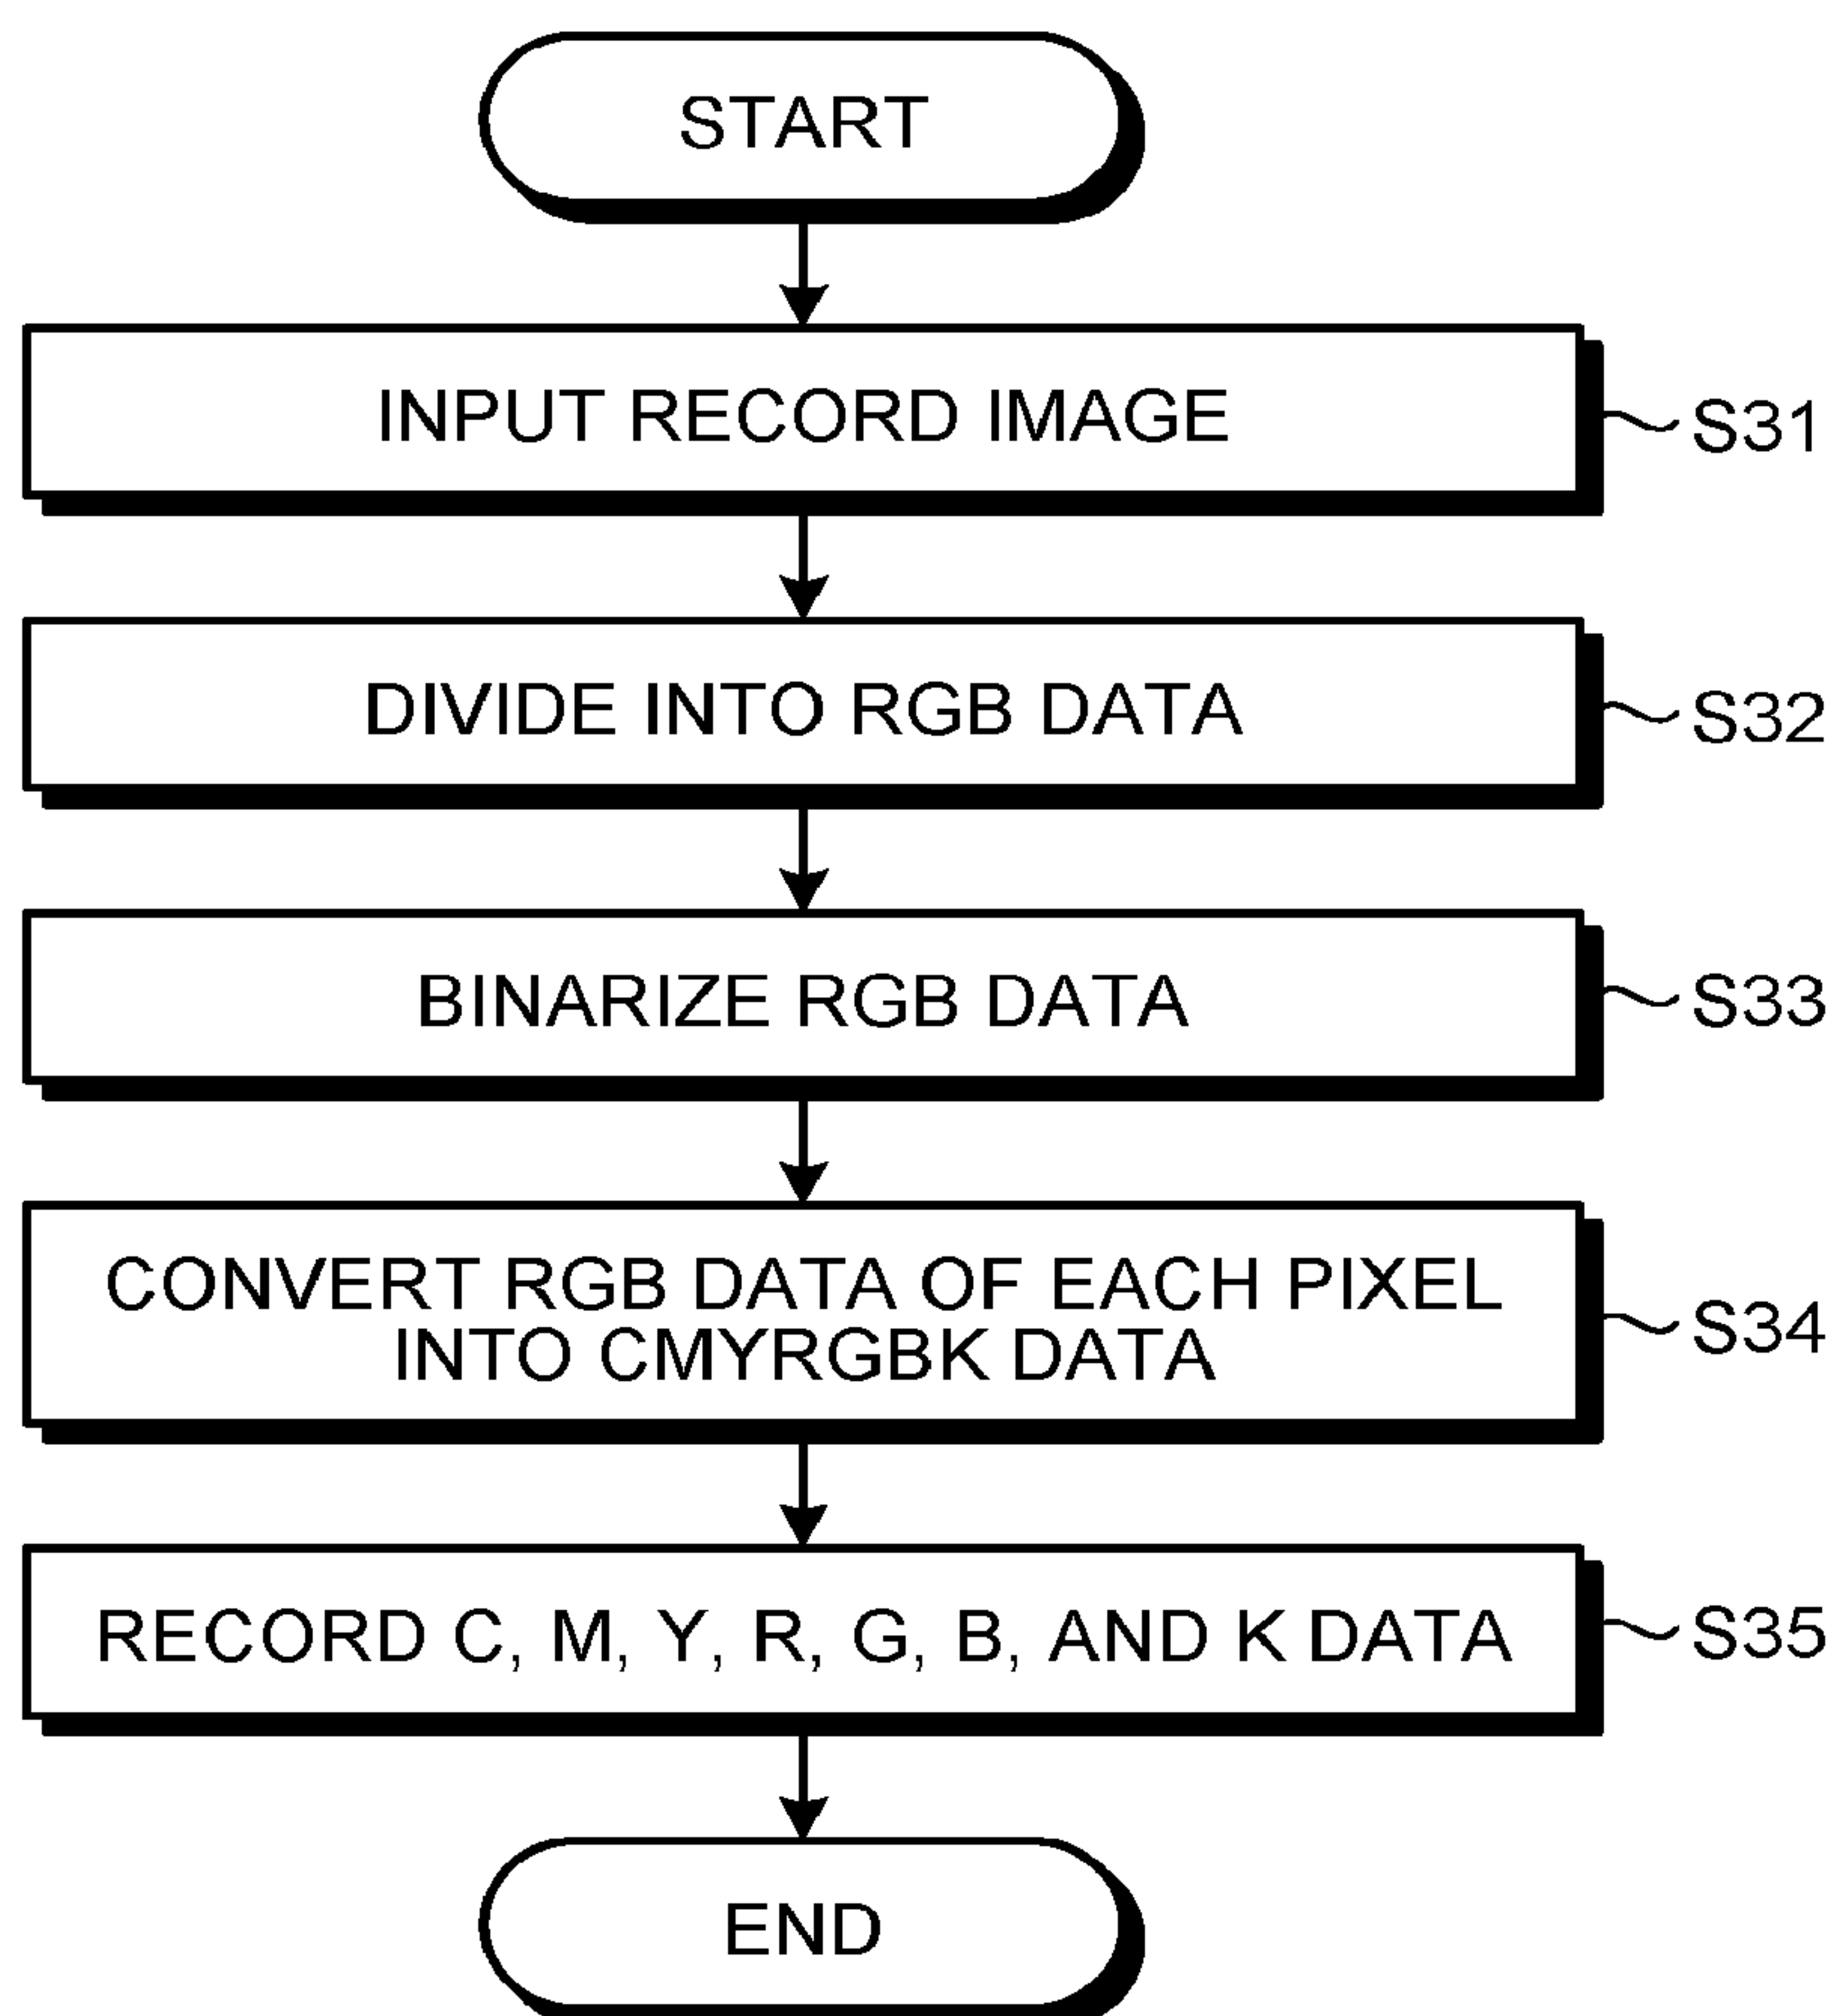 START
INPUT RECORD IMAGE
S31
DIVIDE INTO RGB DATA
S32
BINARIZE RGB DATA
S33
CONVERT RGB DATA OF EACH PIXEL
INTO CMYRGBK DATA
S34
RECORD C, M, Y, R, G, B, AND K DATA
S35
END